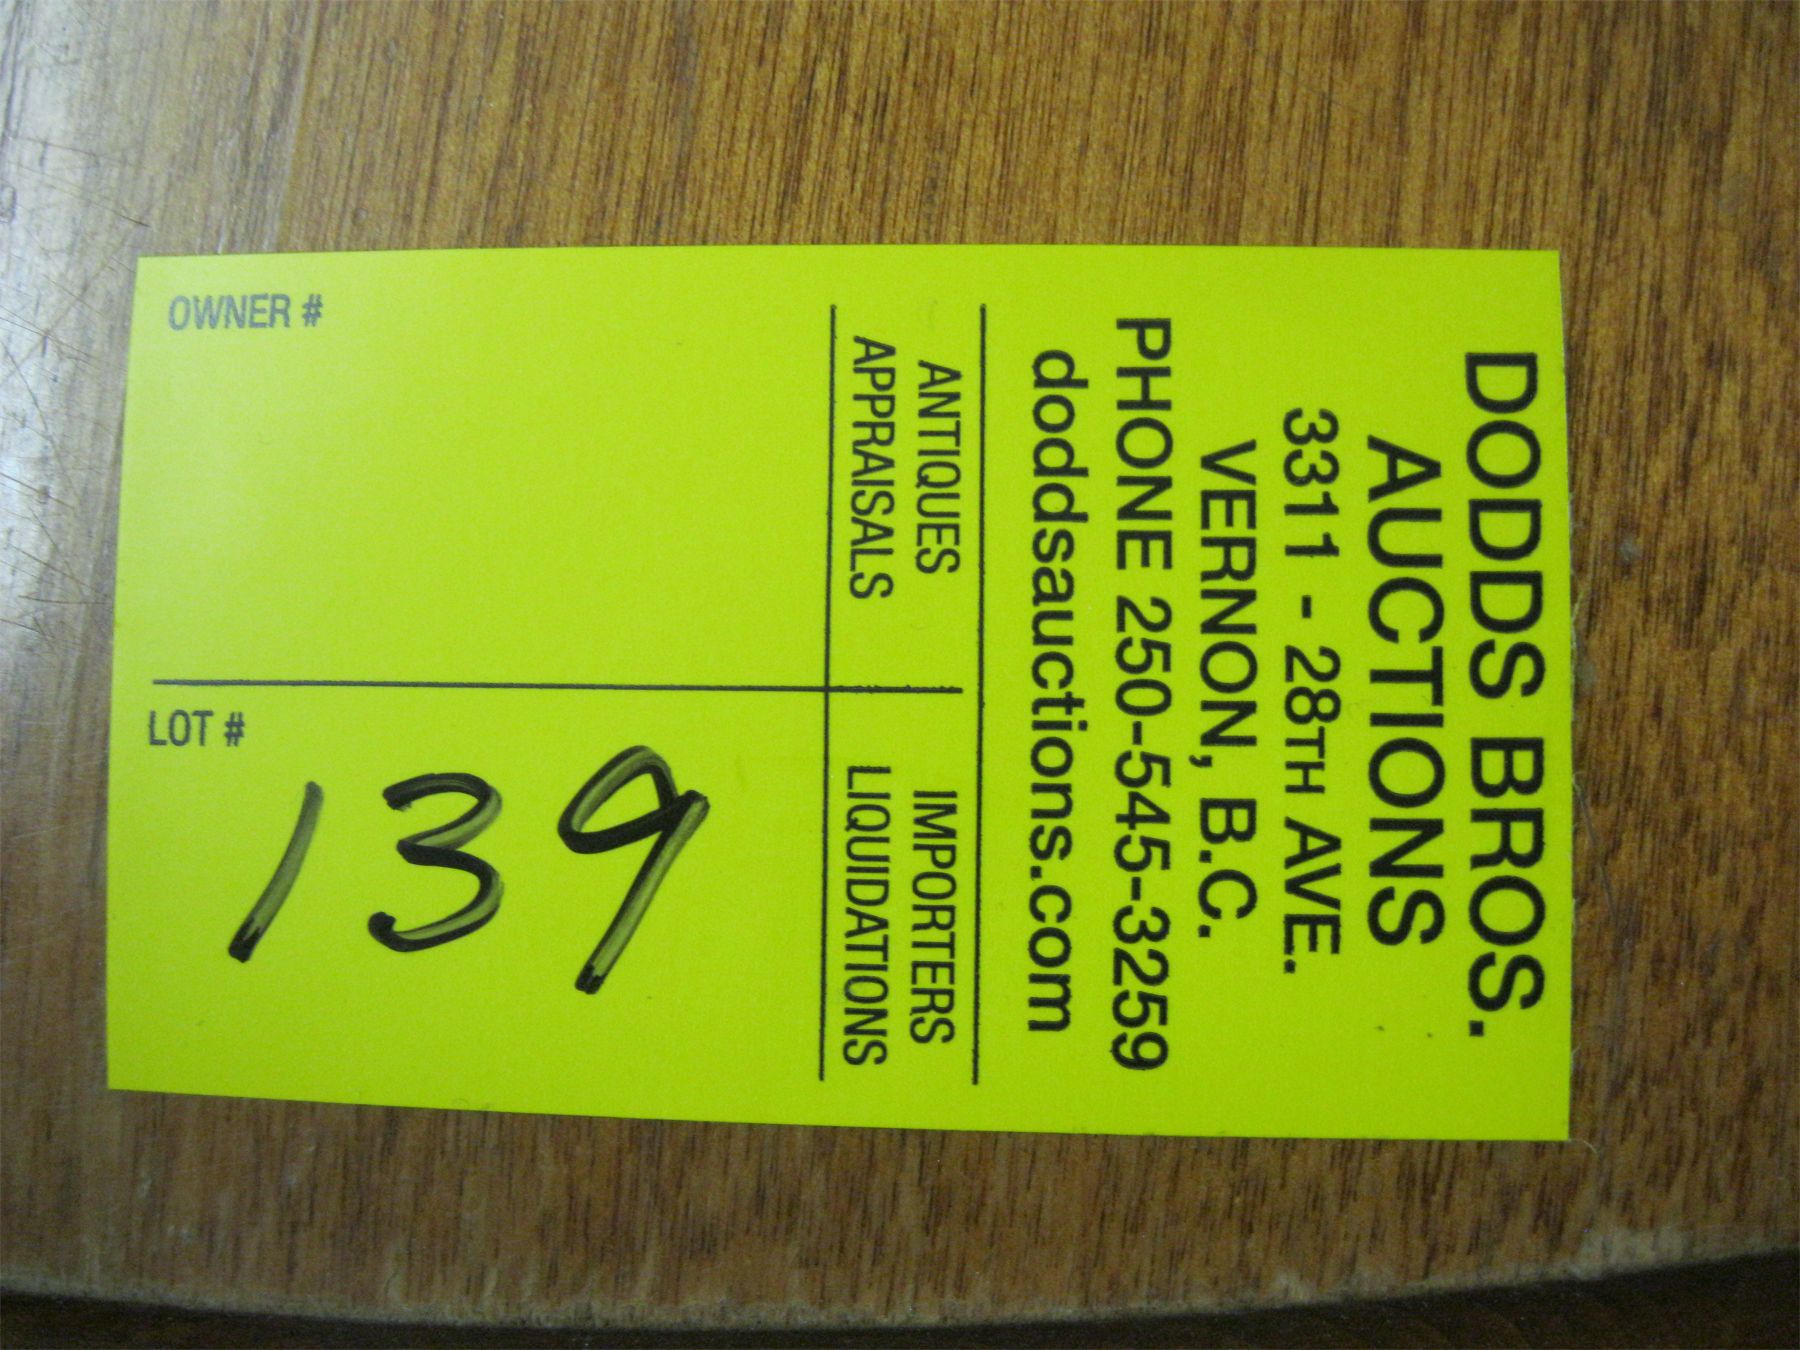 DODDS BROS.
AUCTIONS
3311 - 28TH AVE.
VERNON, B.C.
PHONE 250-545-3259
doddsauctions.com
ANTIQUES
APPRAISALS
IMPORTERS
LIQUIDATIONS
OWNER #
LOT #
139